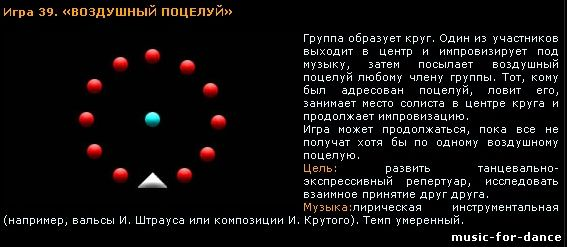 Игра 39. «ВОЗДУШНЫЙ ПОЦЕЛУЙ»
Группа образует круг. Один из участников
выходит в центр и импровизирует под
музыку, затем посылает воздушный
поцелуй любому члену группы. Тот, кому
был адресован поцелуй, ловит его,
занимает место солиста в центре круга и
продолжает импровизацию.
Игра может продолжаться, пока все не
получат хотя бы по одному воздушному
поцелую.
Цель: развить танцевально-
экспрессивный репертуар, исследовать
взаимное принятие друг друга.
Музыка:лирическая инструментальная
(например, вальсы И. Штрауса или композиции И. Крутого). Темп умеренный.
music-for-dance